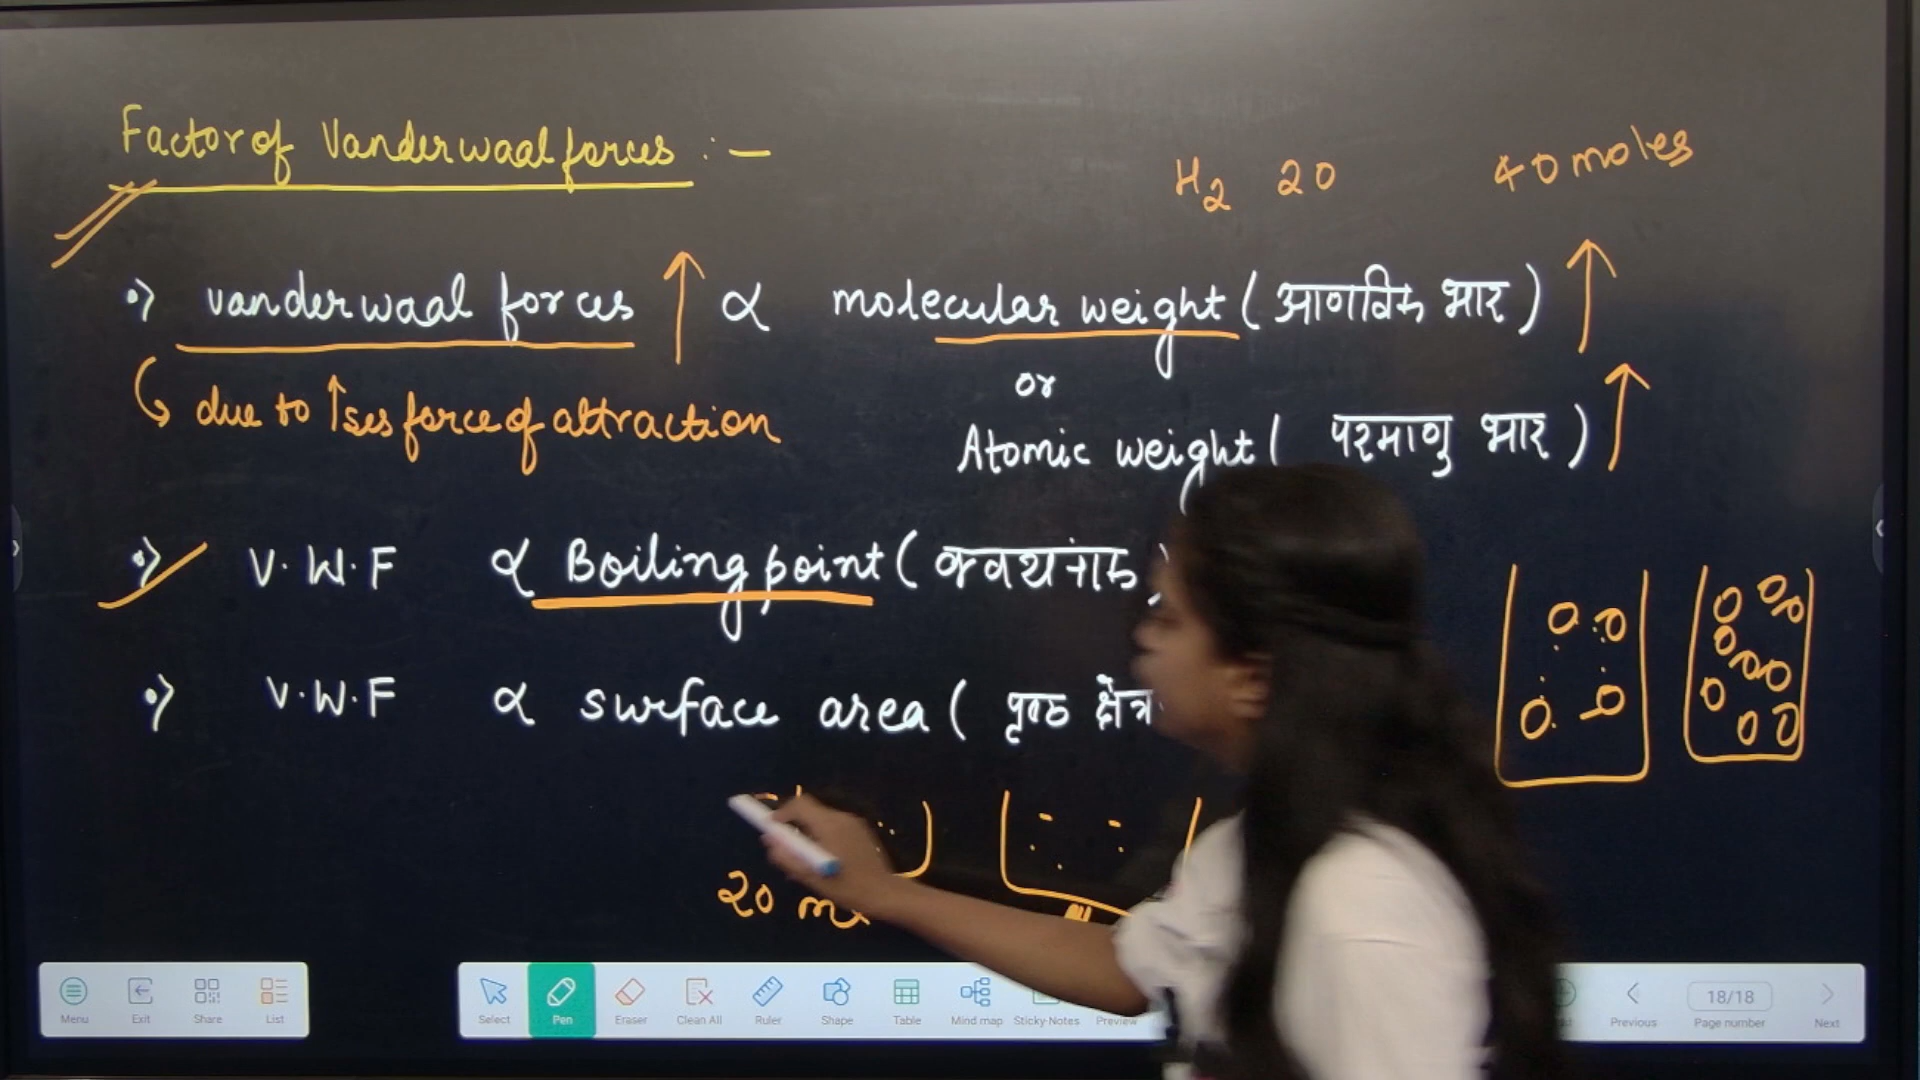 Factor of Vanderwaal forces :-
H2 20 40 moles
vanderwaal forces ↑ ∝ molecular weight (आणविक भार) ↑
or
due to ↑ses force of attraction
Atomic weight ( परमाणु भार) ↑
V.W.F ∝ Boiling point (क्वथनांक)
V.W.F ∝ surface area ( पृष्ठ क्षेत्र
20
Menu Exit Share List
Select Pen Eraser Clean All Ruler Shape Table Mind map Sticky-Notes Preview
Previous 18/18 Page number Next